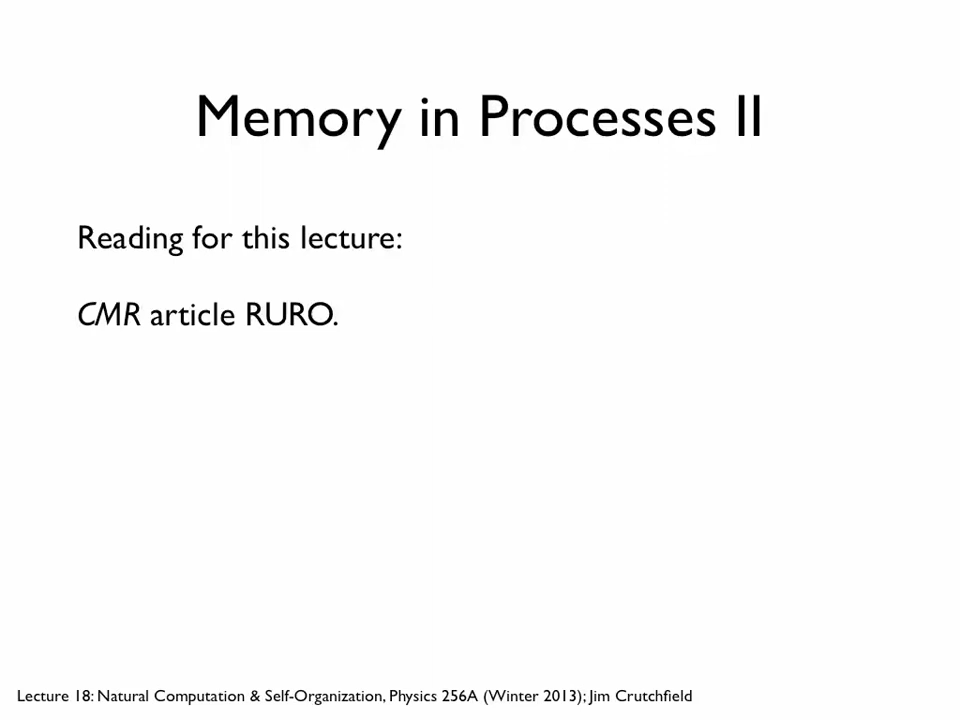 Memory in Processes II
Reading for this lecture:
CMR article RURO.
Lecture 18: Natural Computation & Self-Organization, Physics 256A (Winter 2013); Jim Crutchfield